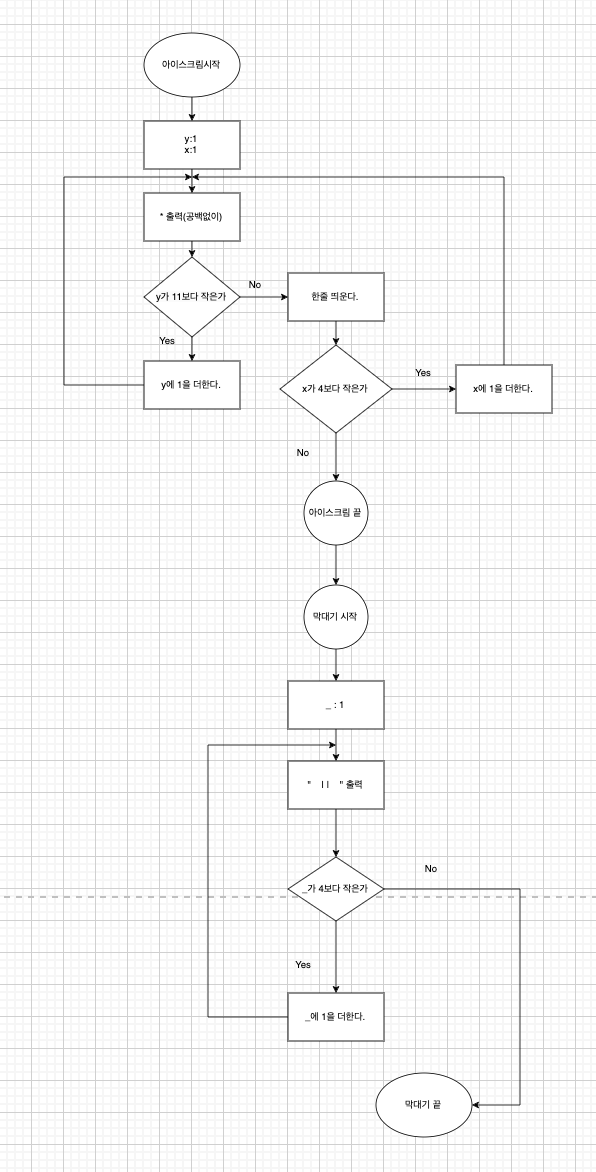 아이스크림시작
y:1
x:1
* 출력(공백없이)
y가 11보다 작은가
No
한줄 띄운다.
Yes
y에 1을 더한다.
x가 4보다 작은가
Yes
x에 1을 더한다.
No
아이스크림 끝
막대기 시작
_ : 1
"    | |    " 출력
_가 4보다 작은가
No
Yes
_에 1을 더한다.
막대기 끝